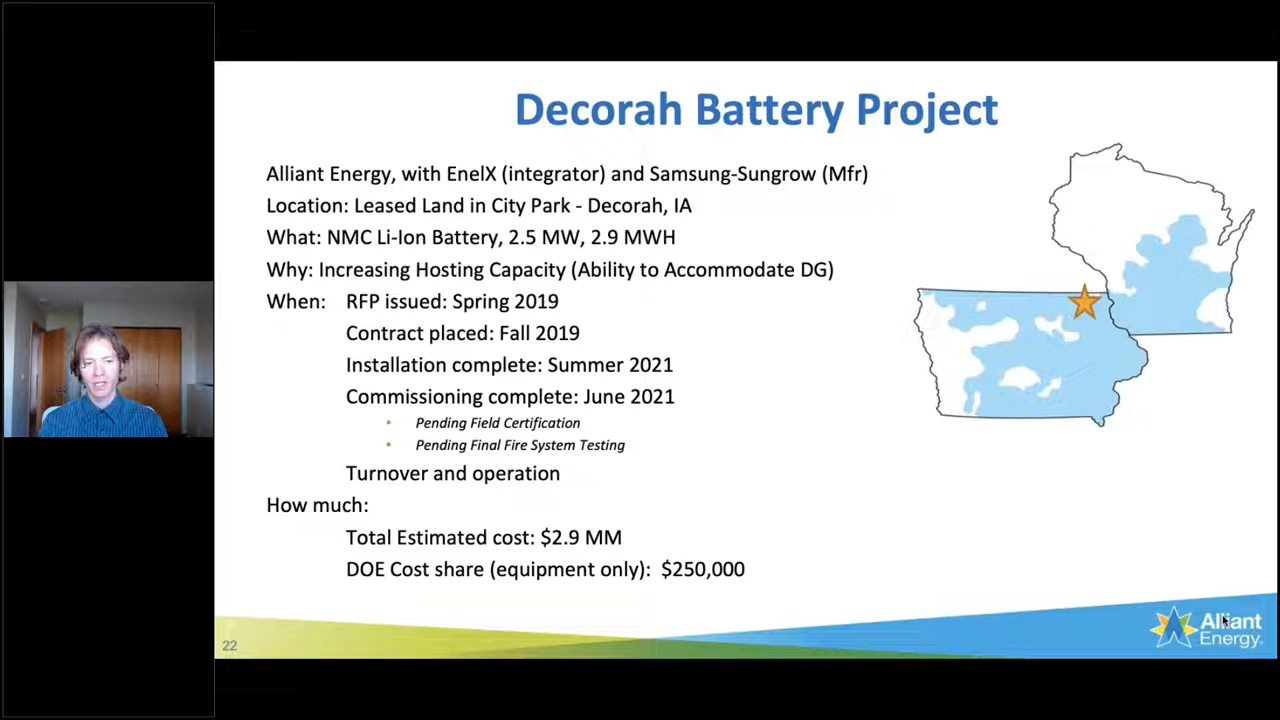 Decorah Battery Project
Alliant Energy, with EnelX (integrator) and Samsung-Sungrow (Mfr)
Location: Leased Land in City Park - Decorah, IA
What: NMC Li-Ion Battery, 2.5 MW, 2.9 MWH
Why: Increasing Hosting Capacity (Ability to Accommodate DG)
When: RFP issued: Spring 2019
Contract placed: Fall 2019
Installation complete: Summer 2021
Commissioning complete: June 2021
• Pending Field Certification
• Pending Final Fire System Testing
Turnover and operation
How much:
Total Estimated cost: $2.9 MM
DOE Cost share (equipment only): $250,000
22
Alliant
Energy